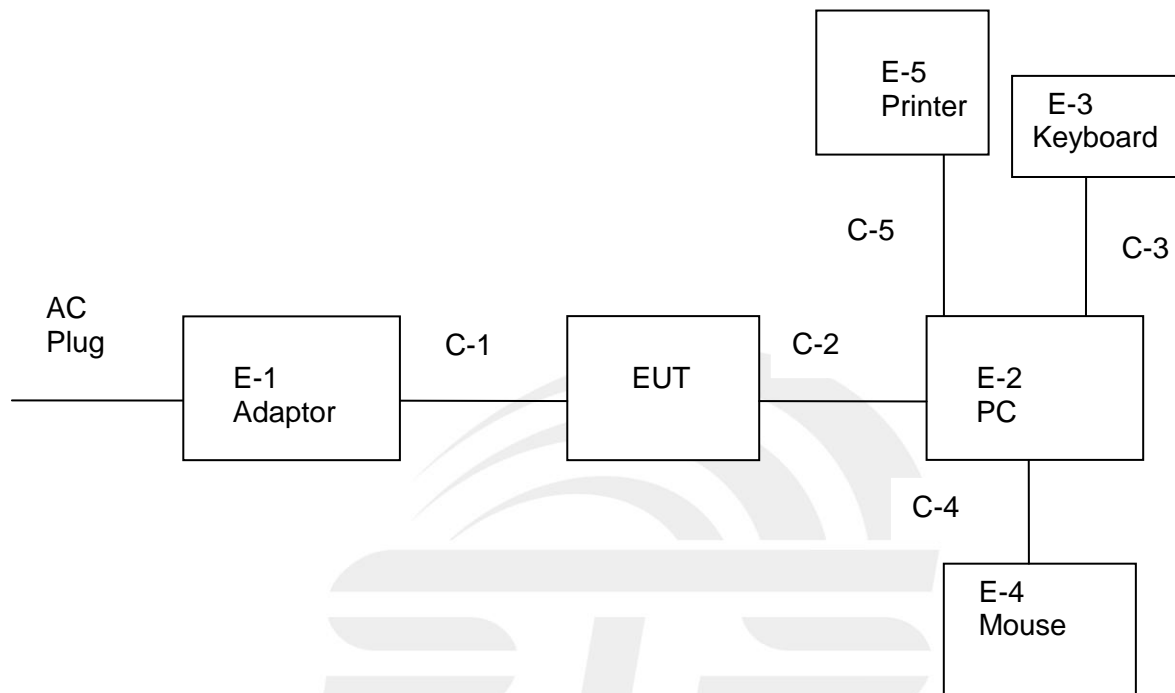 E-5
Printer
E-3
Keyboard
C-5
C-3
AC
Plug
C-1
C-2
E-1
Adaptor
EUT
E-2
PC
C-4
E-4
Mouse